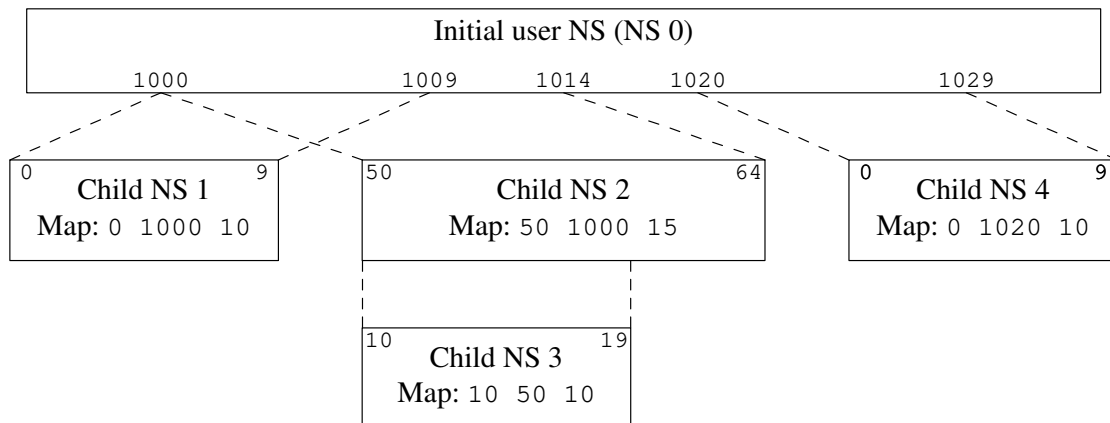 Initial user NS (NS 0)
1000 1009 1014 1020 1029
0 9 50 64 0 9
Child NS 1 Child NS 2 Child NS 4
Map: 0 1000 10 Map: 50 1000 15 Map: 0 1020 10
10 19
Child NS 3
Map: 10 50 10